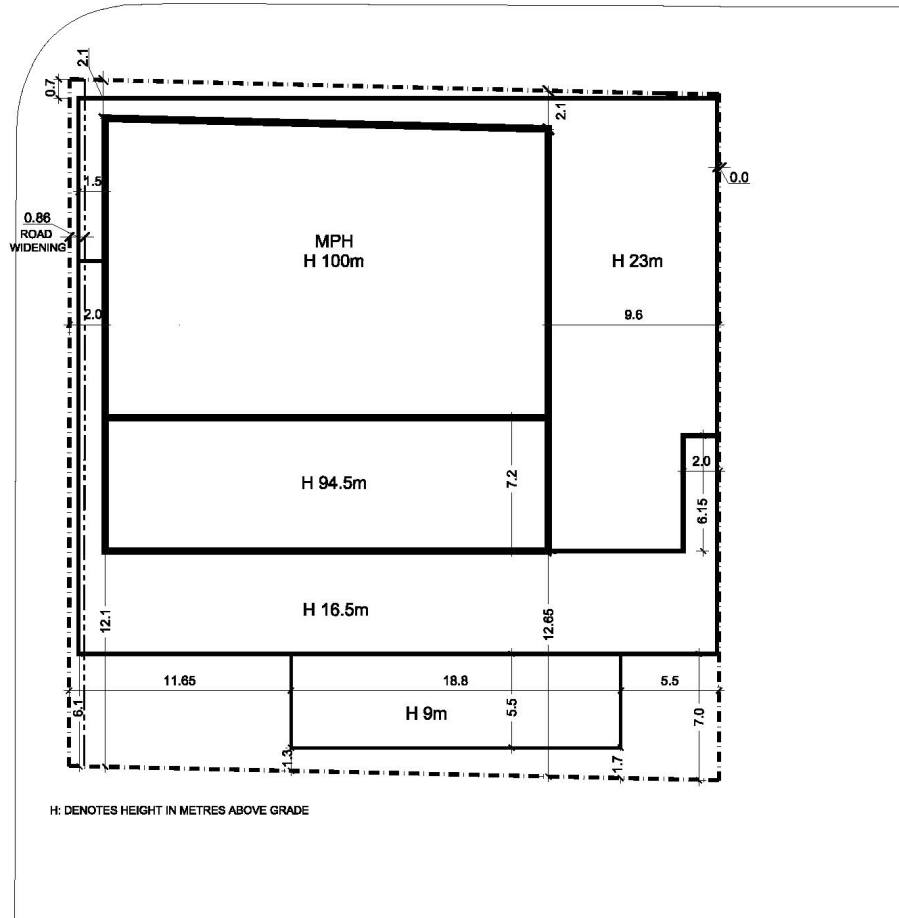 2.1
0.7
2.1
0.0
1.5
0.86
ROAD
WIDENING
MPH
H 100m
H 23m
2.0
9.6
2.0
H 94.5m
7.2
6.15
H 16.5m
12.1
12.65
11.65
18.8
5.5
6.1
H 9m
5.5
7.0
1.3
1.7
H: DENOTES HEIGHT IN METRES ABOVE GRADE